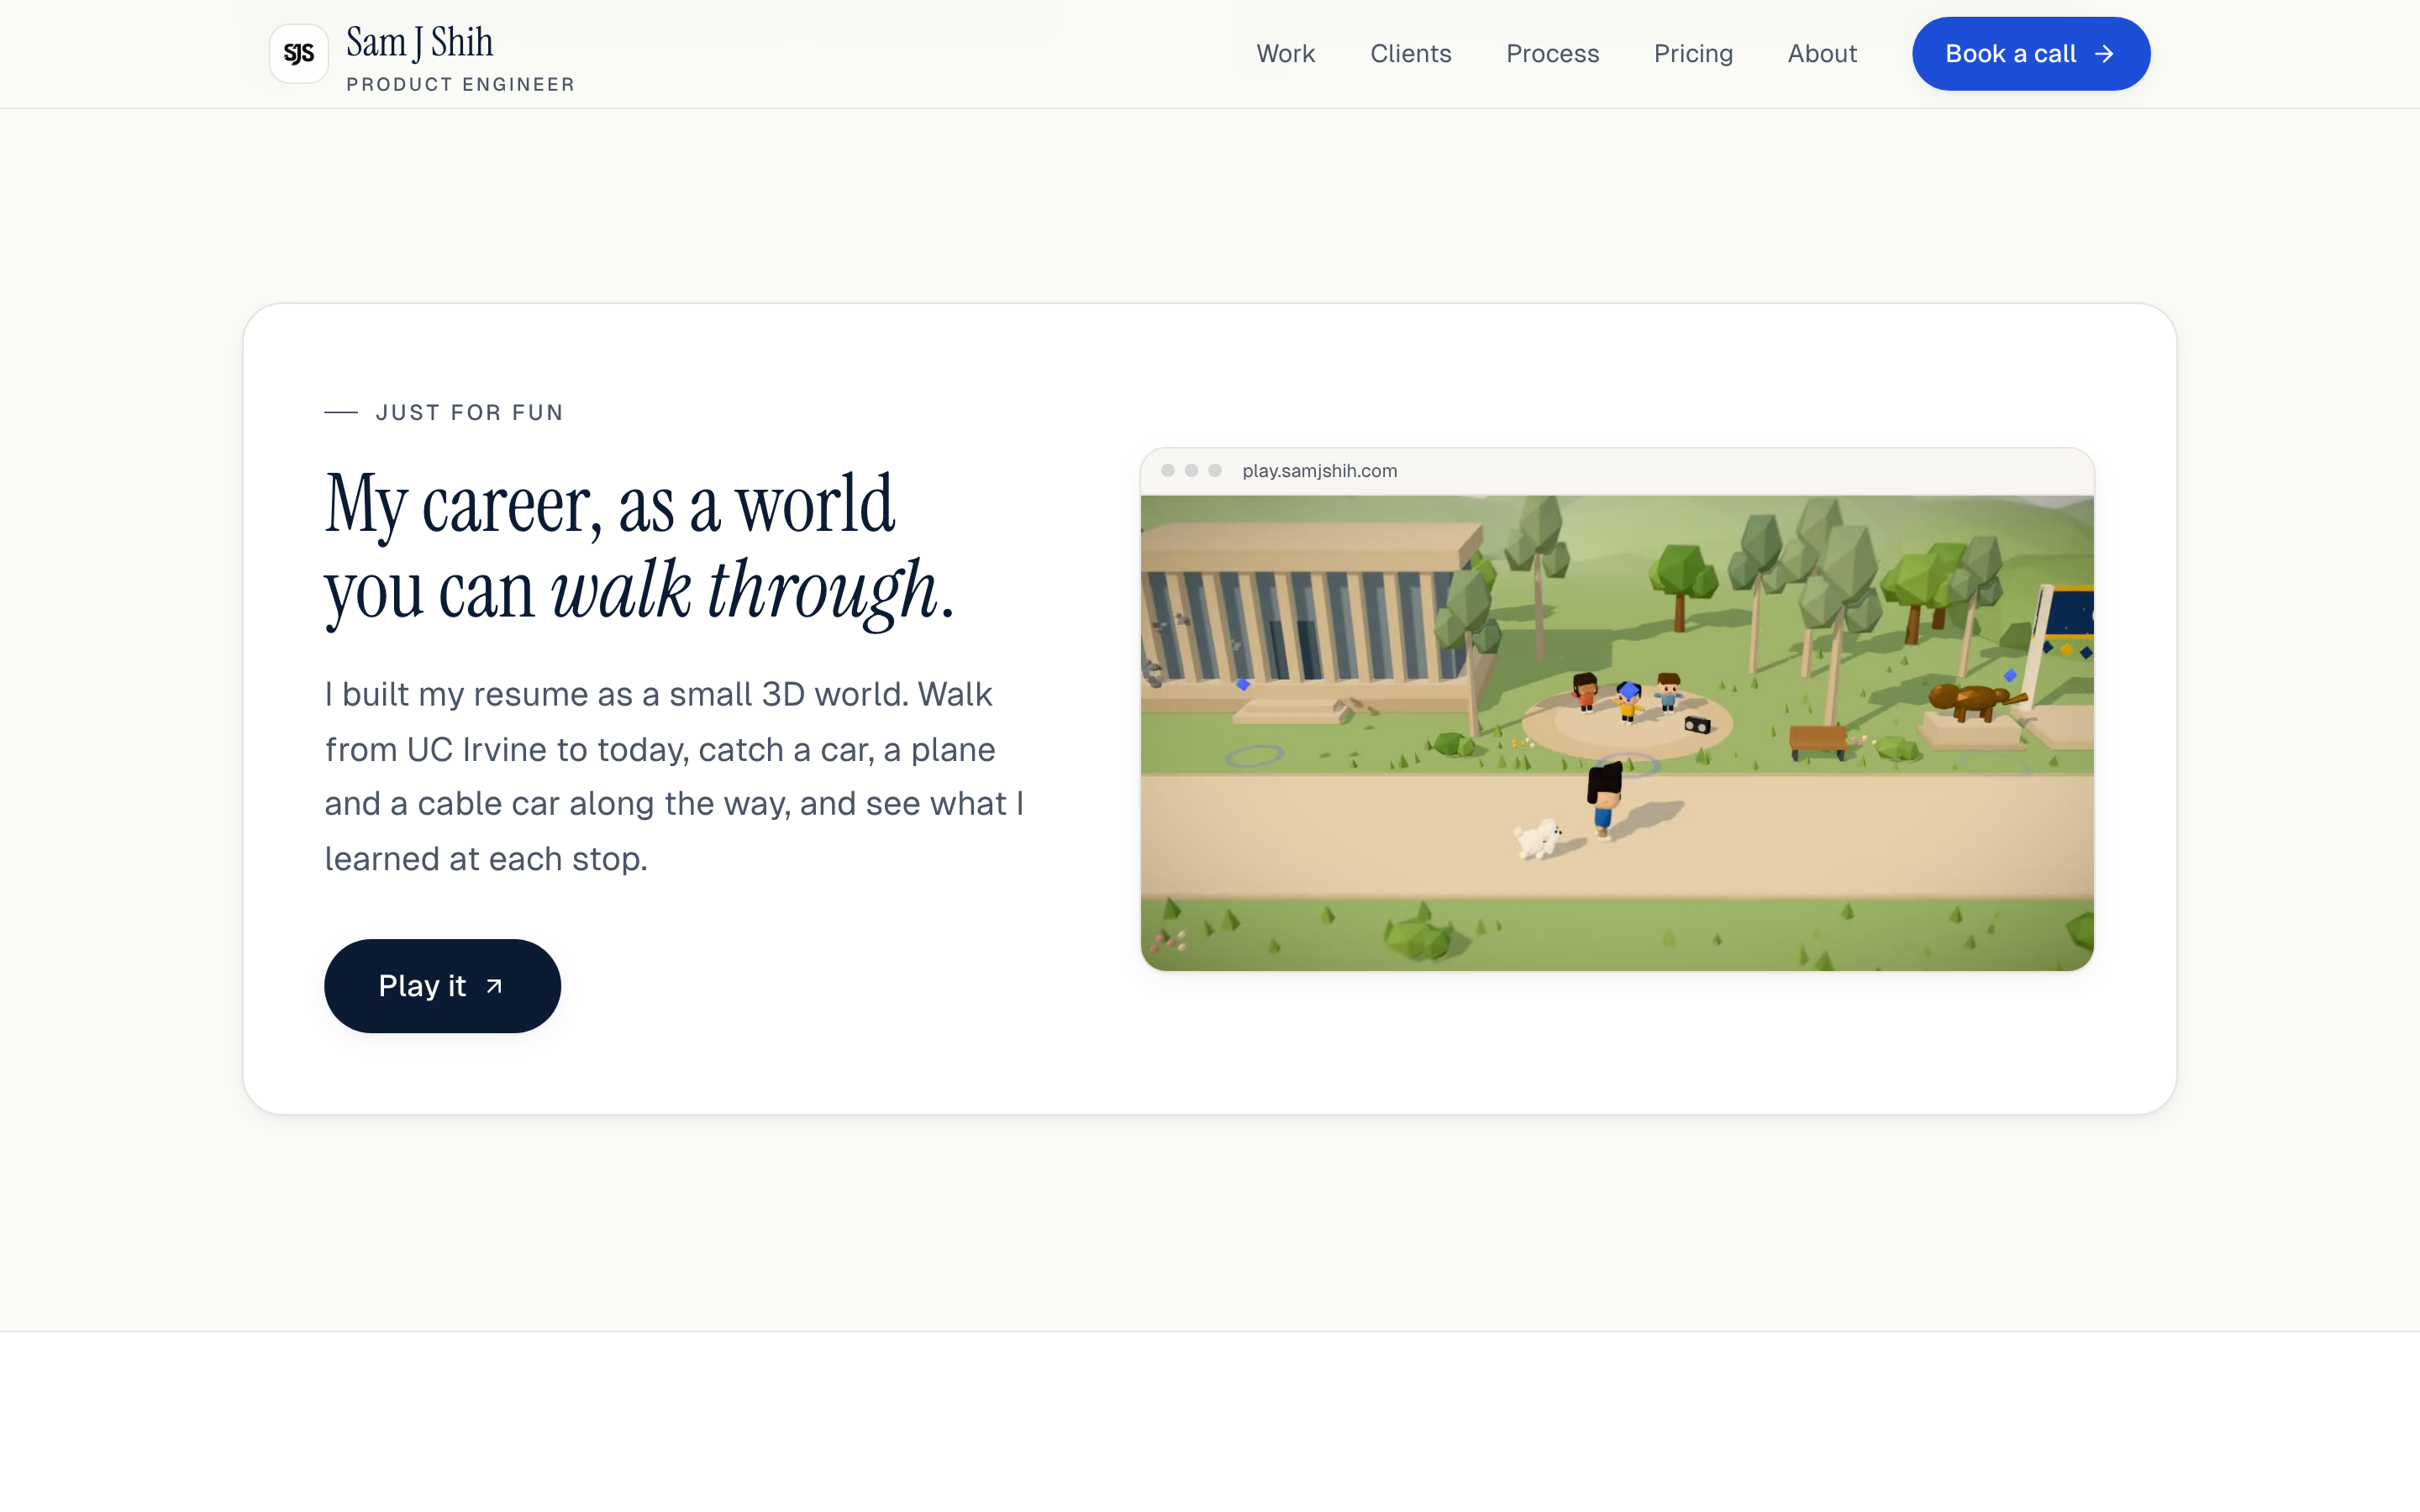 SJS
Sam J Shih
PRODUCT ENGINEER
Work
Clients
Process
Pricing
About
Book a call
JUST FOR FUN
My career, as a world
you can walk through.
I built my resume as a small 3D world. Walk
from UC Irvine to today, catch a car, a plane
and a cable car along the way, and see what I
learned at each stop.
Play it
play.samjshih.com